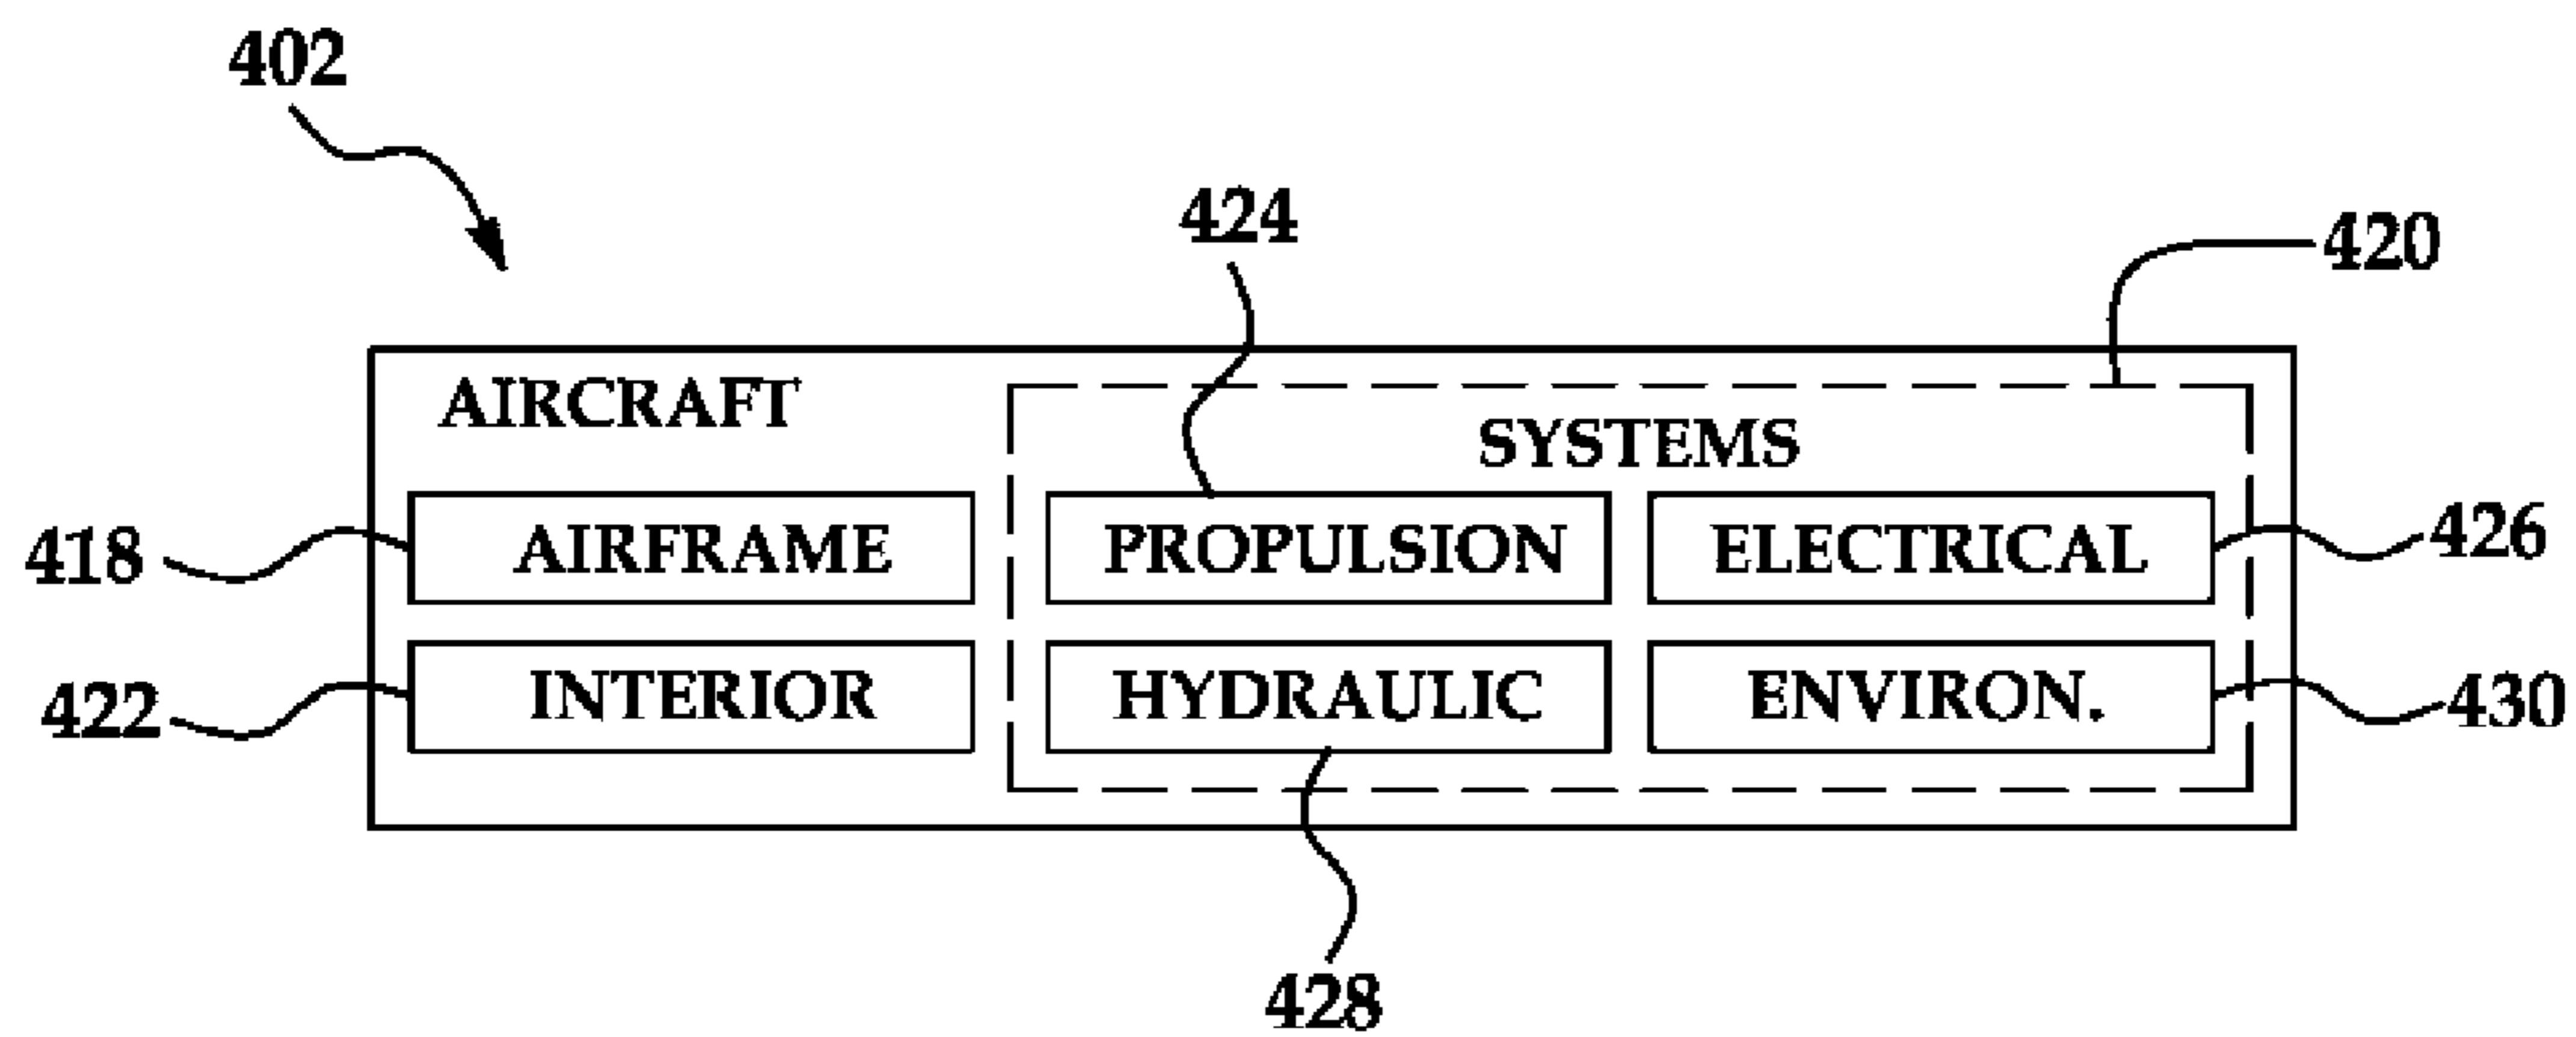 402
424
420
AIRCRAFT
SYSTEMS
418
AIRFRAME
PROPULSION
ELECTRICAL
426
422
INTERIOR
HYDRAULIC
ENVIRON.
430
428